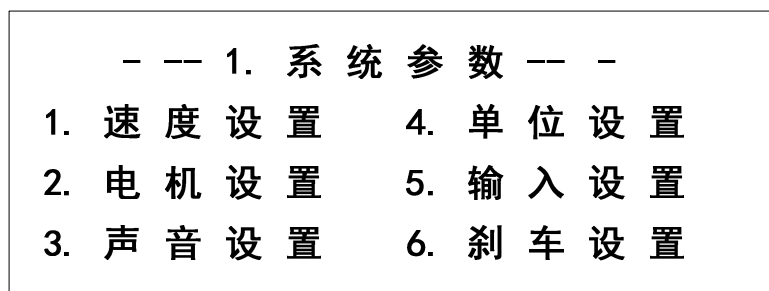 - -- 1. 系统参数 -- -
1. 速度设置 4. 单位设置
2. 电机设置 5. 输入设置
3. 声音设置 6. 刹车设置